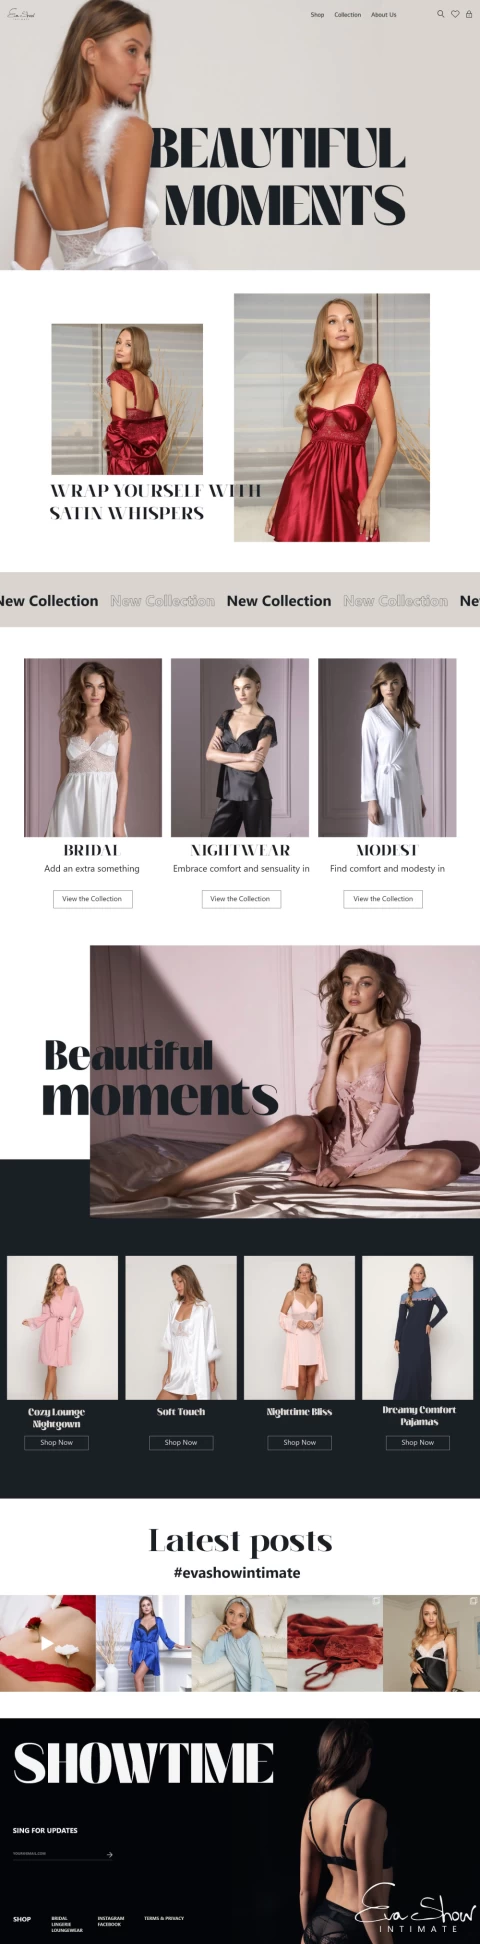 Eva Show
Shop Collection About Us
BEAUTIFUL
MOMENTS
WRAP YOURSELF WITH
SATIN WHISPERS
New Collection New Collection New Collection New Collection Ne
BRIDAL
Add an extra something
View the Collection
NIGHTWEAR
Embrace comfort and sensuality in
View the Collection
MODEST
Find comfort and modesty in
View the Collection
Beautiful
moments
Cozy Lounge
Nightgown
Shop Now
Soft Touch
Shop Now
Nighttime Bliss
Shop Now
Dreamy Comfort
Pajamas
Shop Now
Latest posts
#evashowintimate
SHOWTIME
SING FOR UPDATES
SHOP
BRIDAL
LINGERIE
LOUNGEWEAR
INSTAGRAM
FACEBOOK
TERMS & PRIVACY
Eva Show
INTIMATE